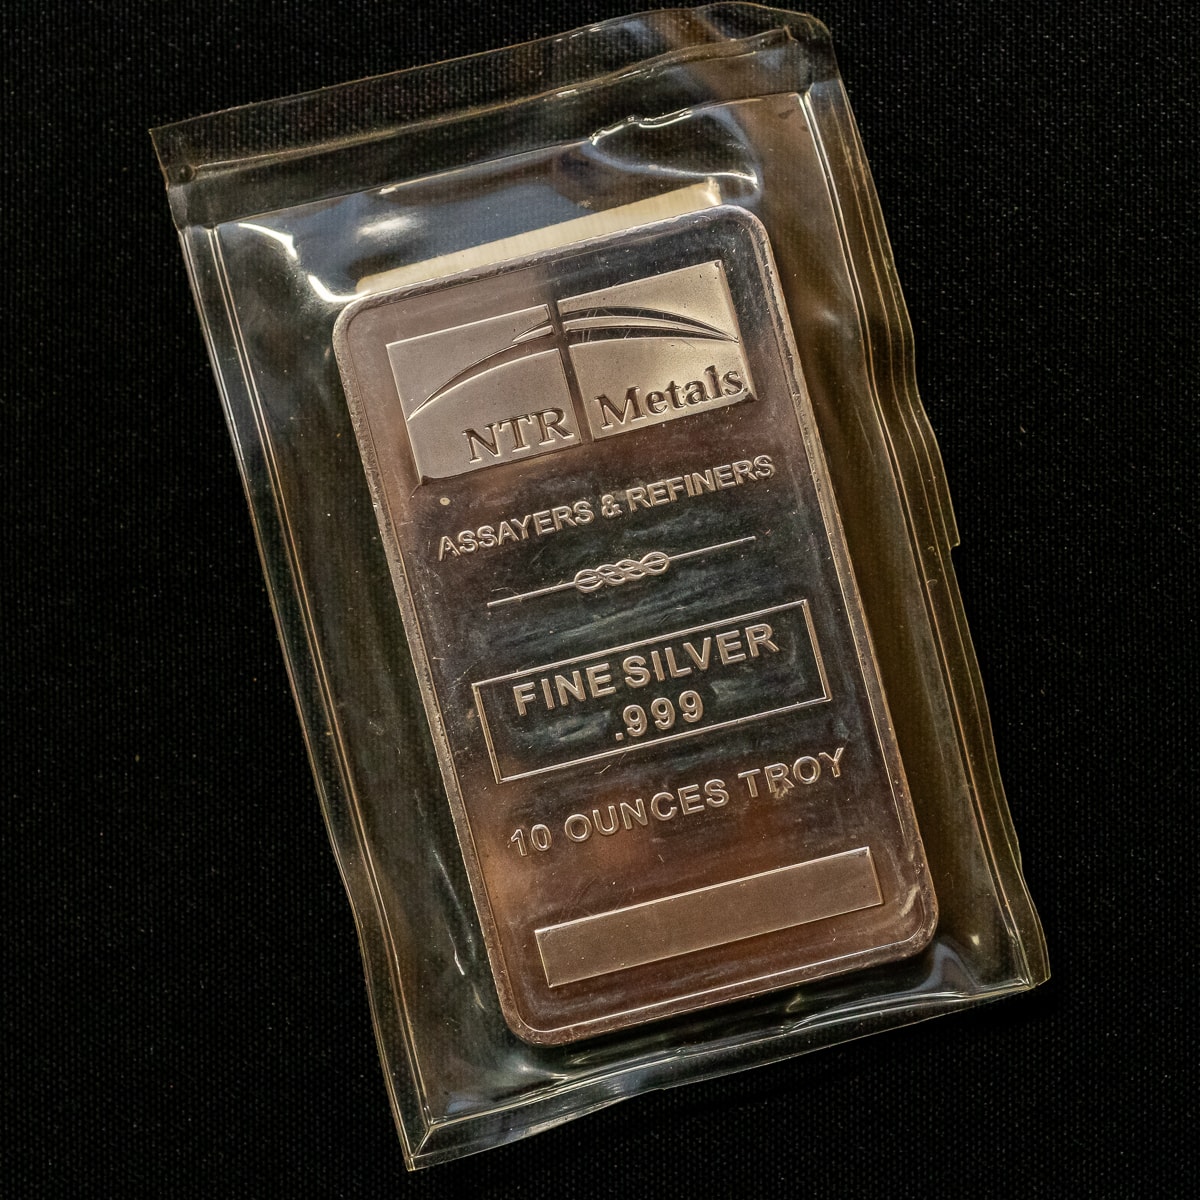 NTR Metals
ASSAYERS & REFINERS
FINE SILVER
.999
10 OUNCES TROY